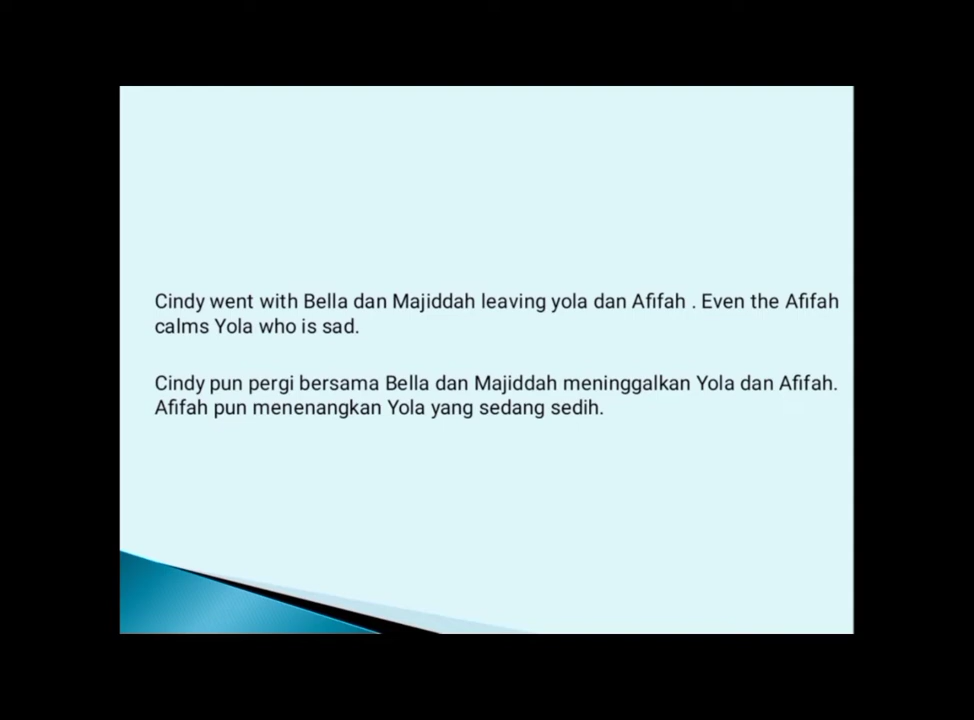 Cindy went with Bella dan Majiddah leaving yola dan Afifah . Even the Afifah
calms Yola who is sad.
Cindy pun pergi bersama Bella dan Majiddah meninggalkan Yola dan Afifah.
Afifah pun menenangkan Yola yang sedang sedih.